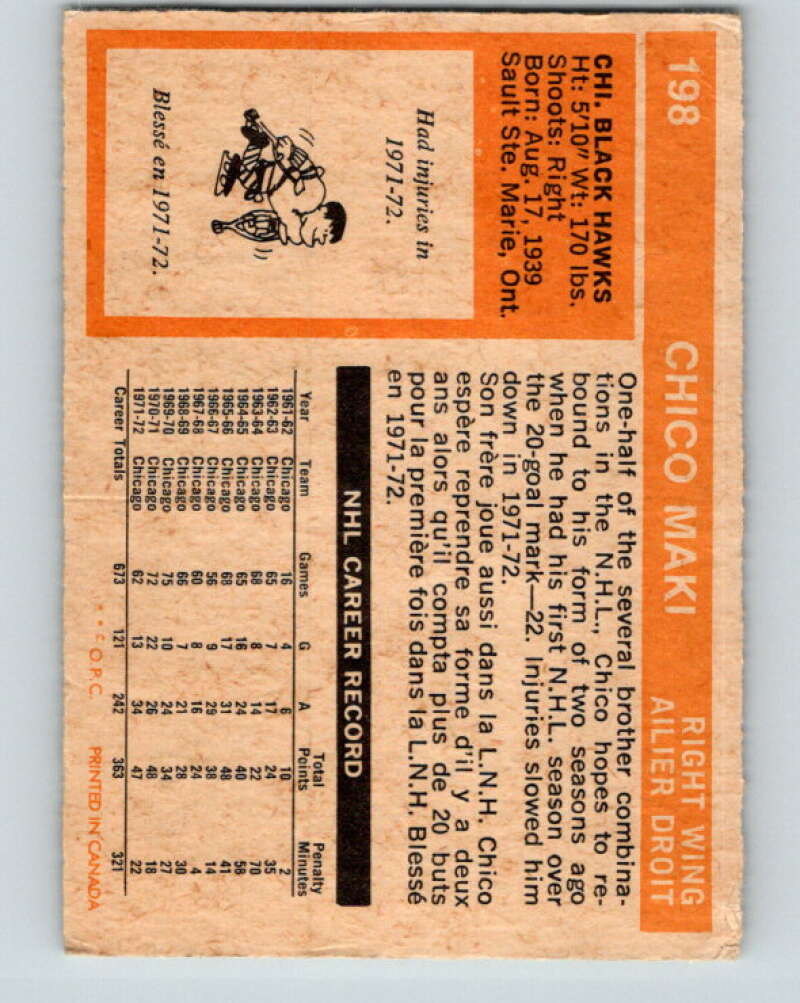 198 CHICO MAKI RIGHT WING
AILIER DROIT
CHI. BLACK HAWKS
Ht: 5'10" Wt: 170 lbs.
Shoots: Right
Born: Aug. 17, 1939
Sault Ste. Marie, Ont.
Had injuries in
1971-72.
Blessé en 1971-72.
One-half of the several brother combina-
tions in the N.H.L., Chico hopes to re-
bound to his form of two seasons ago
when he had his first N.H.L. season over
the 20-goal mark—22. Injuries slowed him
down in 1971-72.
Son frère joue aussi dans la L.N.H. Chico
espère reprendre sa forme d'il y a deux
ans alors qu'il compta plus de 20 buts
pour la première fois dans la L.N.H. Blessé
en 1971-72.
NHL CAREER RECORD
Year Team Games G A Total Points Penalty Minutes
1961-62 Chicago 16 4 6 10 2
1962-63 Chicago 65 7 17 24 35
1963-64 Chicago 68 8 14 22 70
1964-65 Chicago 65 16 24 40 58
1965-66 Chicago 68 17 31 48 41
1966-67 Chicago 56 9 29 38 14
1967-68 Chicago 60 8 16 24 4
1968-69 Chicago 66 7 21 28 30
1969-70 Chicago 75 10 24 34 27
1970-71 Chicago 72 22 26 48 18
1971-72 Chicago 62 13 34 47 22
Career Totals 673 121 242 363 321
* • © O.P.C. PRINTED IN CANADA